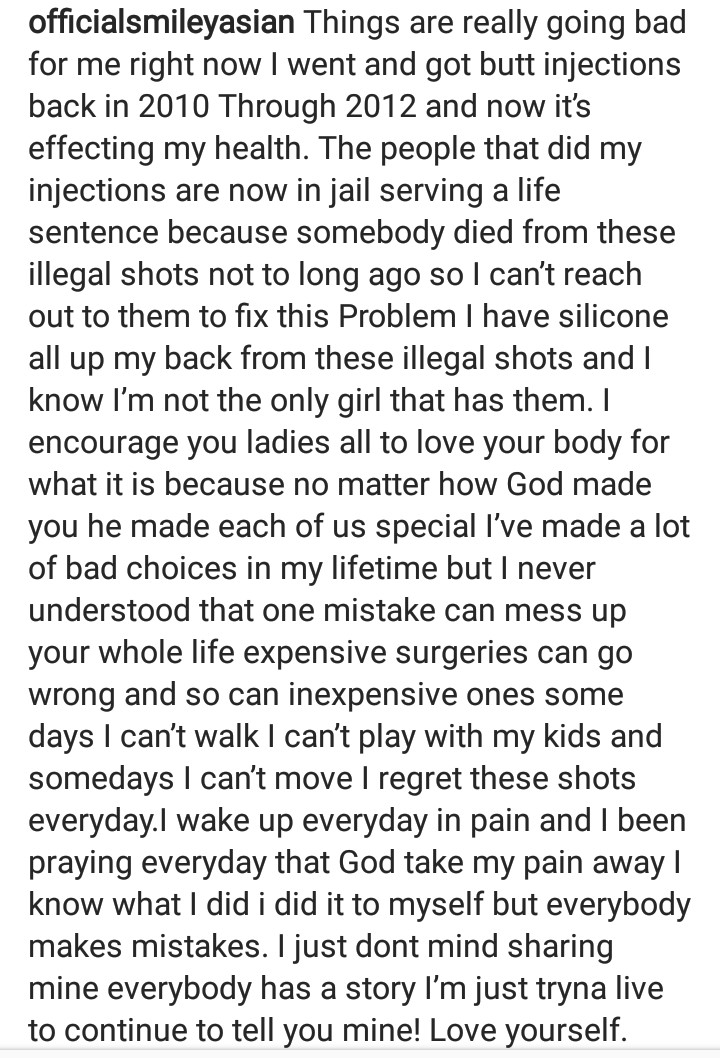 officialsmileyasian Things are really going bad
for me right now I went and got butt injections
back in 2010 Through 2012 and now it's
effecting my health. The people that did my
injections are now in jail serving a life
sentence because somebody died from these
illegal shots not to long ago so I can't reach
out to them to fix this Problem I have silicone
all up my back from these illegal shots and I
know I'm not the only girl that has them. I
encourage you ladies all to love your body for
what it is because no matter how God made
you he made each of us special I've made a lot
of bad choices in my lifetime but I never
understood that one mistake can mess up
your whole life expensive surgeries can go
wrong and so can inexpensive ones some
days I can't walk I can't play with my kids and
somedays I can't move I regret these shots
everyday.I wake up everyday in pain and I been
praying everyday that God take my pain away I
know what I did i did it to myself but everybody
makes mistakes. I just dont mind sharing
mine everybody has a story I'm just tryna live
to continue to tell you mine! Love yourself.